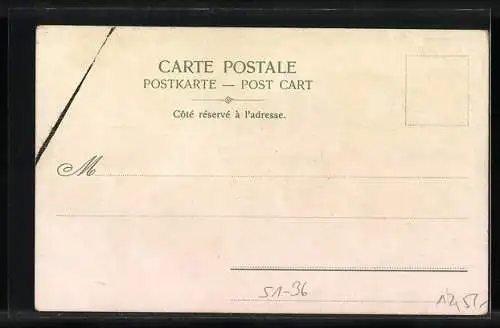 CARTE POSTALE
POSTKARTE — POST CART
Côté réservé à l'adresse.
M
51-36